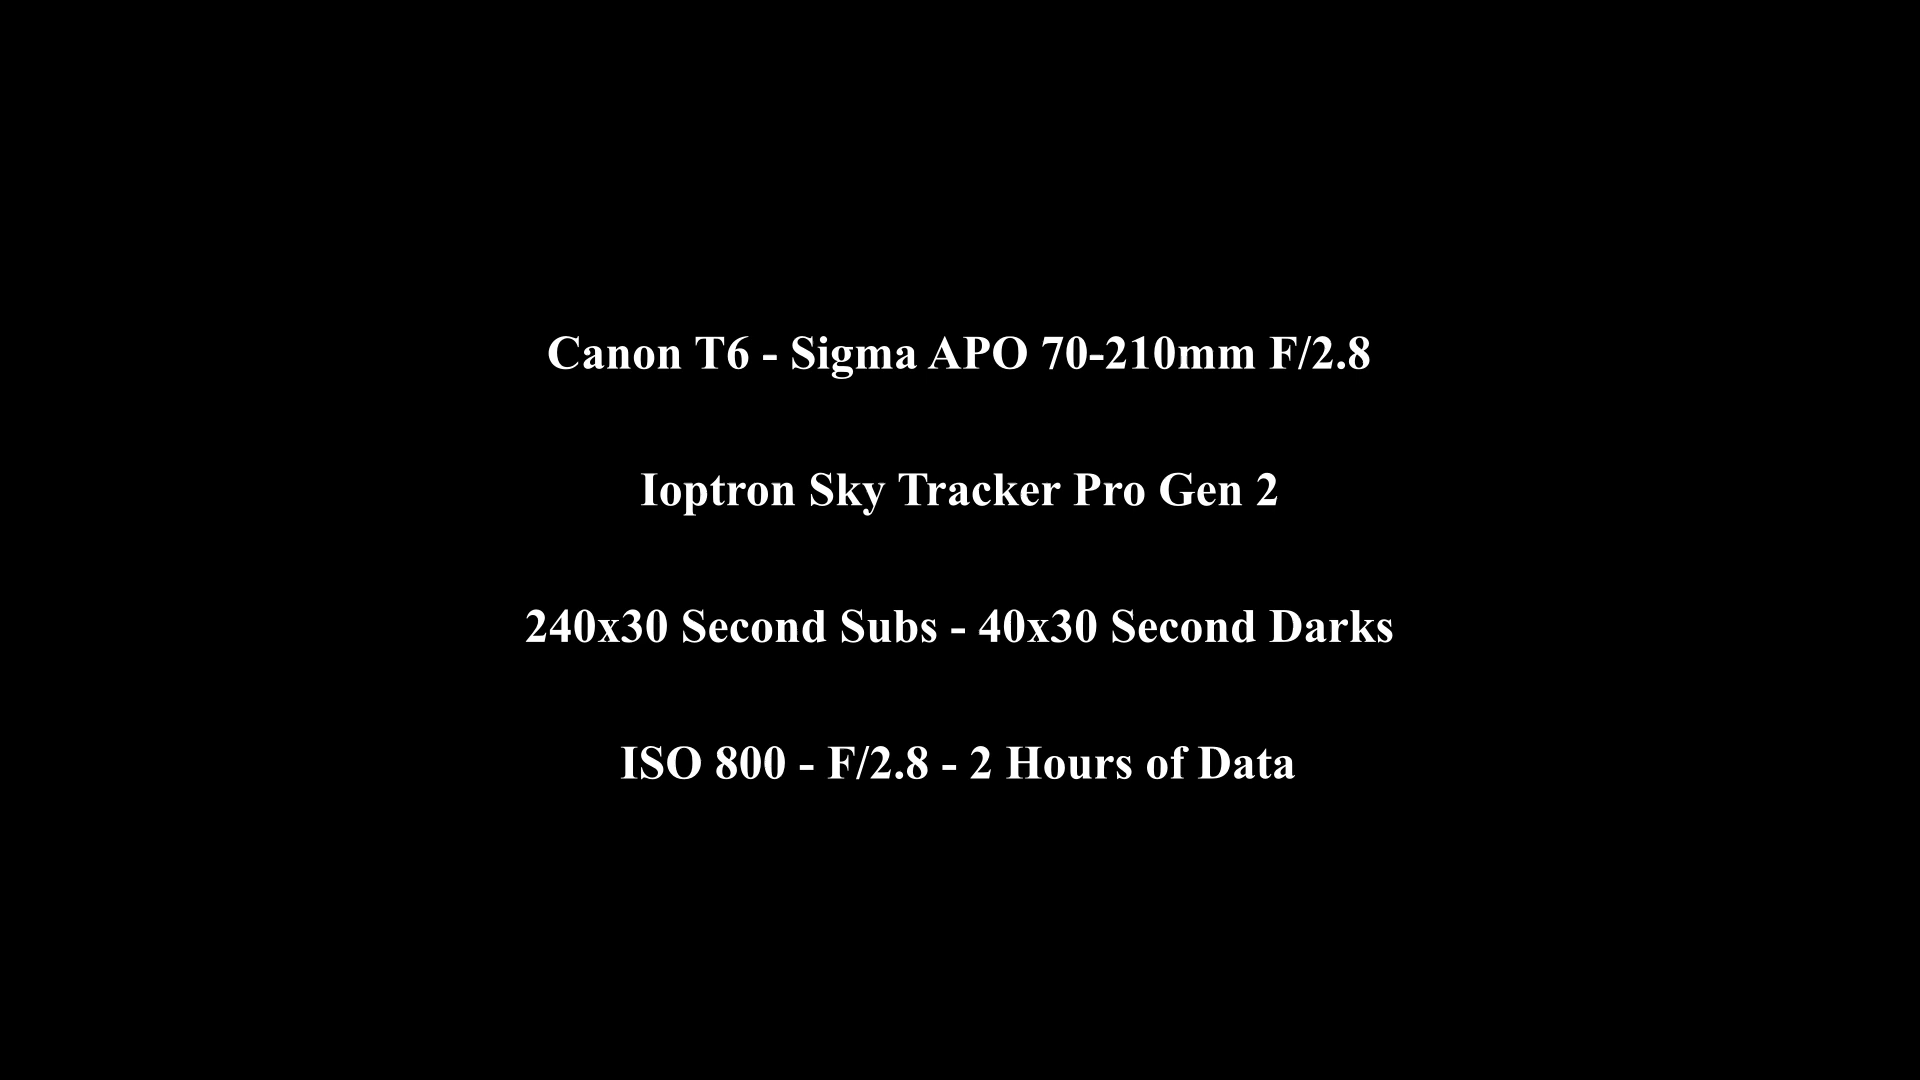 Canon T6 - Sigma APO 70-210mm F/2.8
Ioptron Sky Tracker Pro Gen 2
240x30 Second Subs - 40x30 Second Darks
ISO 800 - F/2.8 - 2 Hours of Data